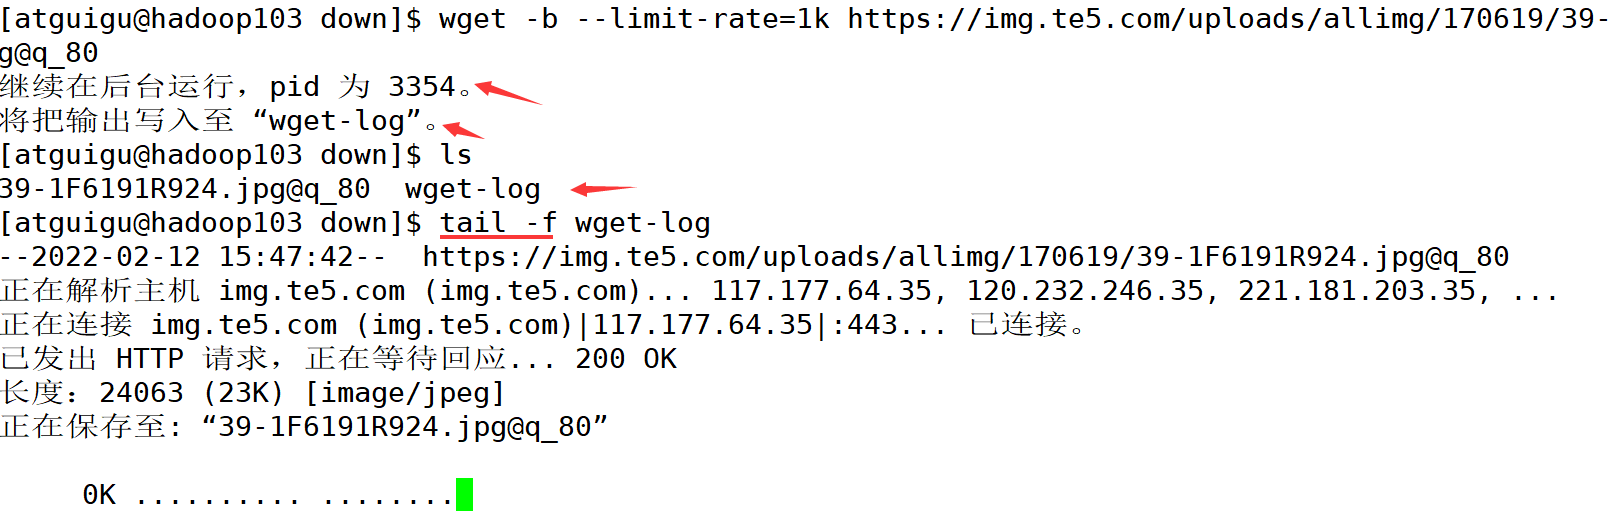 [atguigu@hadoop103 down]$ wget -b --limit-rate=1k https://img.te5.com/uploads/allimg/170619/39-
g@q_80
继续在后台运行，pid 为 3354。
将把输出写入至 “wget-log”。
[atguigu@hadoop103 down]$ ls
39-1F6191R924.jpg@q_80  wget-log
[atguigu@hadoop103 down]$ tail -f wget-log
--2022-02-12 15:47:42--  https://img.te5.com/uploads/allimg/170619/39-1F6191R924.jpg@q_80
正在解析主机 img.te5.com (img.te5.com)... 117.177.64.35, 120.232.246.35, 221.181.203.35, ...
正在连接 img.te5.com (img.te5.com)|117.177.64.35|:443... 已连接。
已发出 HTTP 请求，正在等待回应... 200 OK
长度：24063 (23K) [image/jpeg]
正在保存至: “39-1F6191R924.jpg@q_80”
0K .......... ........